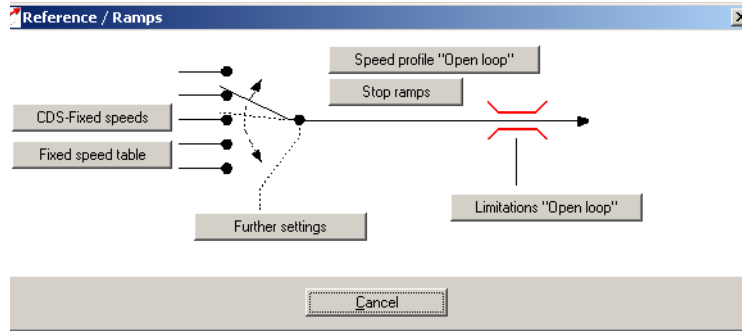 Reference / Ramps
Speed profile "Open loop"
Stop ramps
CDS-Fixed speeds
Fixed speed table
Limitations "Open loop"
Further settings
Cancel